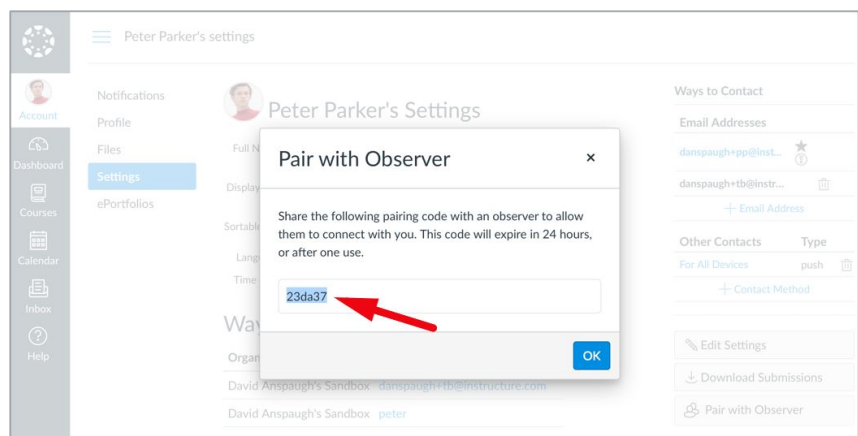 Peter Parker's settings
Account
Dashboard
Courses
Calendar
Inbox
Help
Notifications
Profile
Files
Settings
ePortfolios
Peter Parker's Settings
Full N
Display
Sortable
Lang
Time
Pair with Observer ×
Share the following pairing code with an observer to allow
them to connect with you. This code will expire in 24 hours,
or after one use.
23da37
OK
Way
Organ
David Anspaugh's Sandbox danspaugh+tb@instructure.com
David Anspaugh's Sandbox peter
Ways to Contact
Email Addresses
danspaugh+pp@inst...
danspaugh+tb@instr...
+ Email Address
Other Contacts Type
For All Devices push
+ Contact Method
Edit Settings
Download Submissions
Pair with Observer